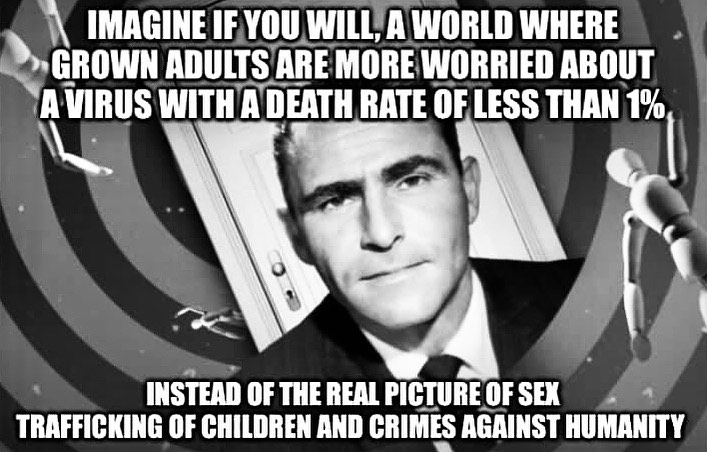 IMAGINE IF YOU WILL, A WORLD WHERE
GROWN ADULTS ARE MORE WORRIED ABOUT
A VIRUS WITH A DEATH RATE OF LESS THAN 1%
INSTEAD OF THE REAL PICTURE OF SEX
TRAFFICKING OF CHILDREN AND CRIMES AGAINST HUMANITY